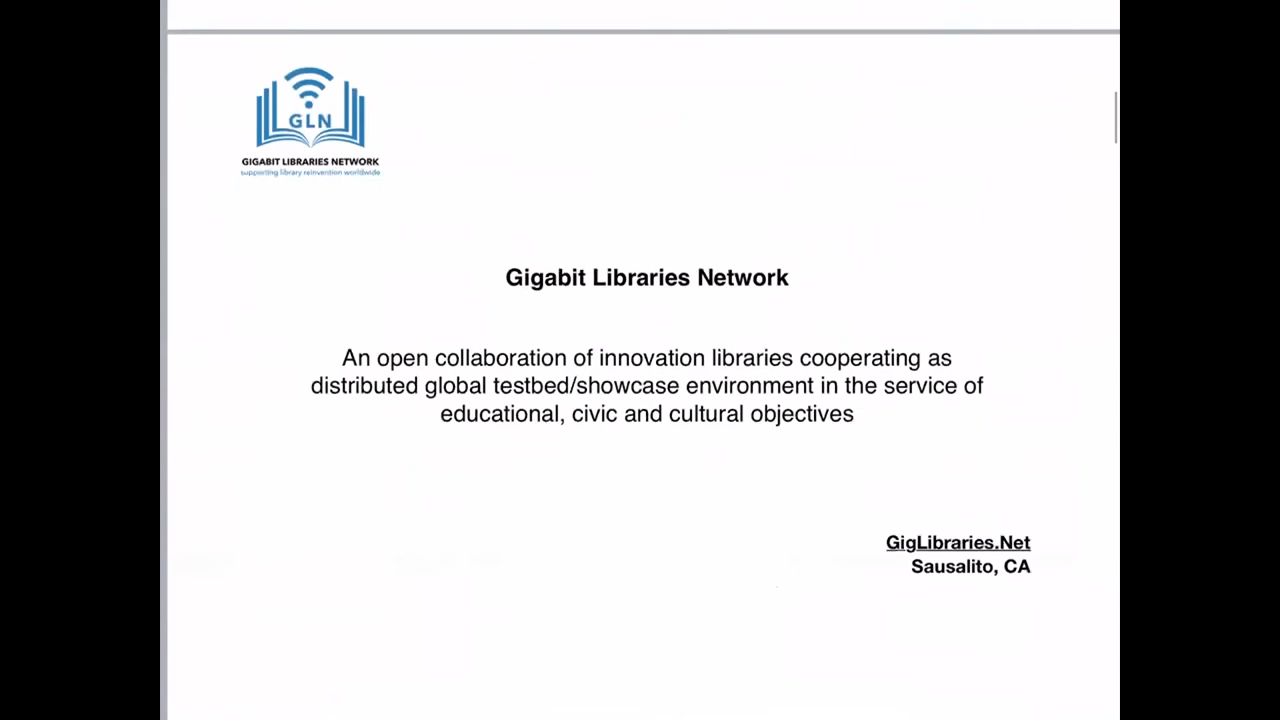 GLN
GIGABIT LIBRARIES NETWORK
supporting library reinvention worldwide
Gigabit Libraries Network
An open collaboration of innovation libraries cooperating as
distributed global testbed/showcase environment in the service of
educational, civic and cultural objectives
GigLibraries.Net
Sausalito, CA